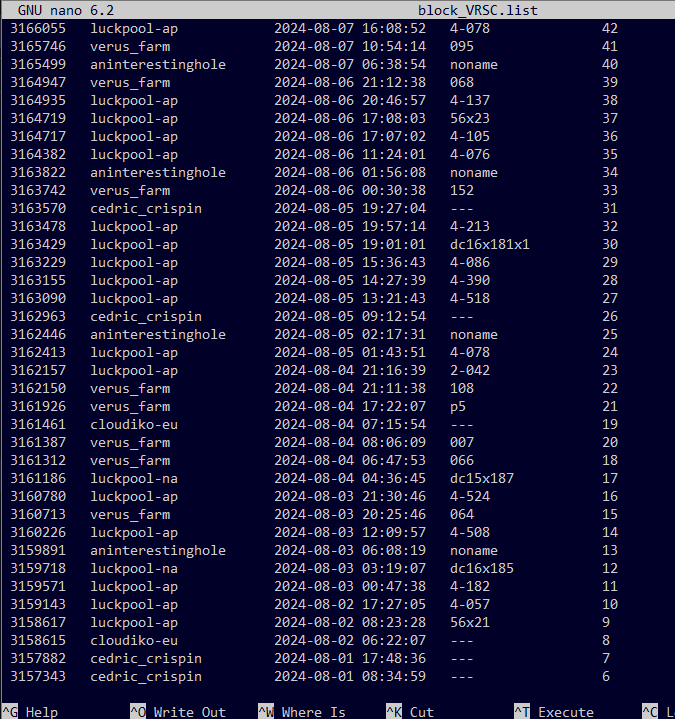 GNU nano 6.2 block_VRSC.list
3166055 luckpool-ap 2024-08-07 16:08:52 4-078 42
3165746 verus_farm 2024-08-07 10:54:14 095 41
3165499 aninterestinghole 2024-08-07 06:38:54 noname 40
3164947 verus_farm 2024-08-06 21:12:38 068 39
3164935 luckpool-ap 2024-08-06 20:46:57 4-137 38
3164719 luckpool-ap 2024-08-06 17:08:03 56x23 37
3164717 luckpool-ap 2024-08-06 17:07:02 4-105 36
3164382 luckpool-ap 2024-08-06 11:24:01 4-076 35
3163822 aninterestinghole 2024-08-06 01:56:08 noname 34
3163742 verus_farm 2024-08-06 00:30:38 152 33
3163570 cedric_crispin 2024-08-05 19:27:04 --- 31
3163478 luckpool-ap 2024-08-05 19:57:14 4-213 32
3163429 luckpool-ap 2024-08-05 19:01:01 dc16x181x1 30
3163229 luckpool-ap 2024-08-05 15:36:43 4-086 29
3163155 luckpool-ap 2024-08-05 14:27:39 4-390 28
3163090 luckpool-ap 2024-08-05 13:21:43 4-518 27
3162963 cedric_crispin 2024-08-05 09:12:54 --- 26
3162446 aninterestinghole 2024-08-05 02:17:31 noname 25
3162413 luckpool-ap 2024-08-05 01:43:51 4-078 24
3162157 luckpool-ap 2024-08-04 21:16:39 2-042 23
3162150 verus_farm 2024-08-04 21:11:38 108 22
3161926 verus_farm 2024-08-04 17:22:07 p5 21
3161461 cloudiko-eu 2024-08-04 07:15:54 --- 19
3161387 verus_farm 2024-08-04 08:06:09 007 20
3161312 verus_farm 2024-08-04 06:47:53 066 18
3161186 luckpool-na 2024-08-04 04:36:45 dc15x187 17
3160780 luckpool-ap 2024-08-03 21:30:46 4-524 16
3160713 verus_farm 2024-08-03 20:25:46 064 15
3160226 luckpool-ap 2024-08-03 12:09:57 4-508 14
3159891 aninterestinghole 2024-08-03 06:08:19 noname 13
3159718 luckpool-na 2024-08-03 03:19:07 dc16x185 12
3159571 luckpool-ap 2024-08-03 00:47:38 4-182 11
3159143 luckpool-ap 2024-08-02 17:27:05 4-057 10
3158617 luckpool-ap 2024-08-02 08:23:28 56x21 9
3158615 cloudiko-eu 2024-08-02 06:22:07 --- 8
3157882 cedric_crispin 2024-08-01 17:48:36 --- 7
3157343 cedric_crispin 2024-08-01 08:34:59 --- 6
^G Help ^O Write Out ^W Where Is ^K Cut ^T Execute ^C